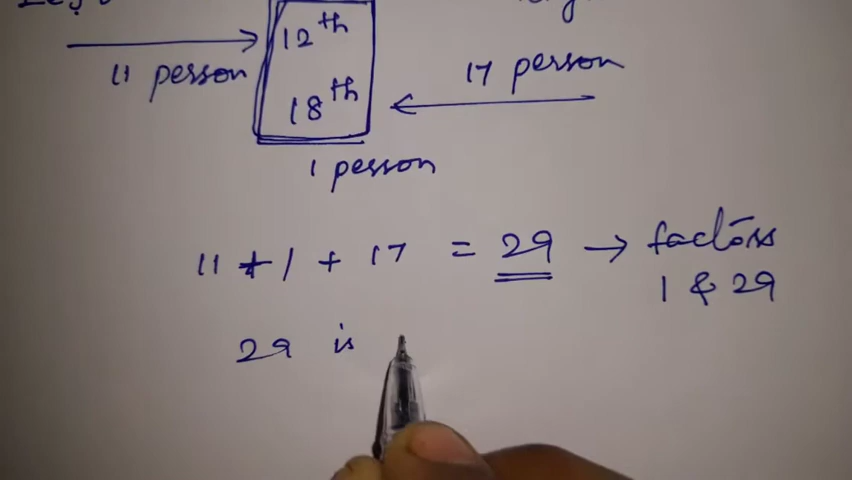 12th
11 person
17 person
18th
1 person
11 + 1 + 17 = 29 → factors
1 & 29
29 is